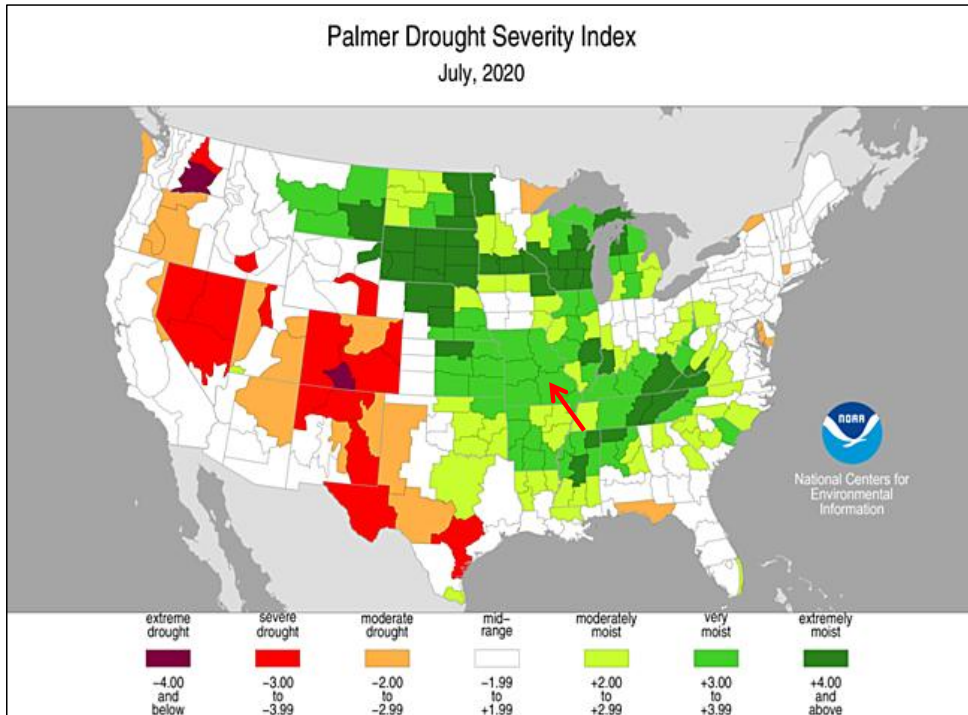 Palmer Drought Severity Index
July, 2020
NOAA
National Centers for
Environmental
Information
extreme drought
severe drought
moderate drought
mid-range
moderately moist
very moist
extremely moist
−4.00 and below
−3.00 to −3.99
−2.00 to −2.99
−1.99 to +1.99
+2.00 to +2.99
+3.00 to +3.99
+4.00 and above